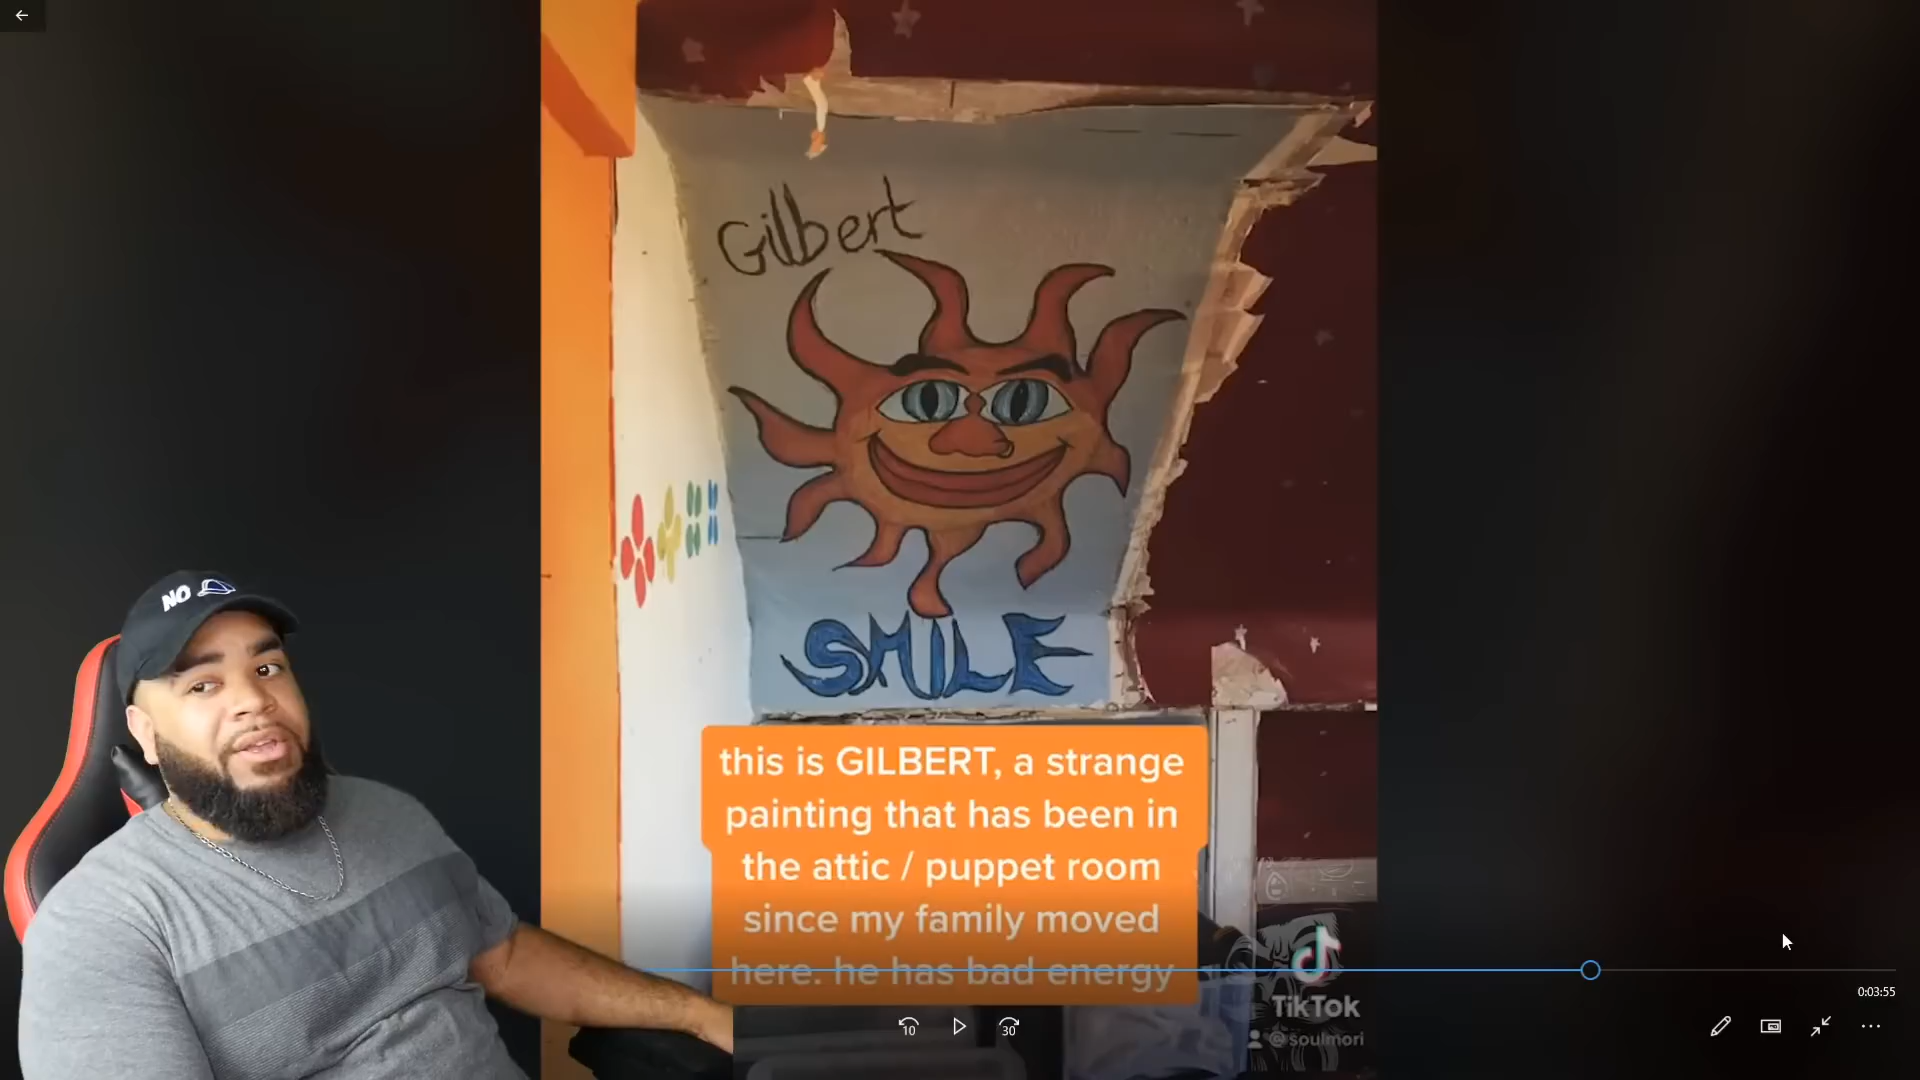 Gilbert
SMILE
NO
this is GILBERT, a strange
painting that has been in
the attic / puppet room
since my family moved
here. he has bad energy
0:03:55
10
30
TikTok
@soulmori